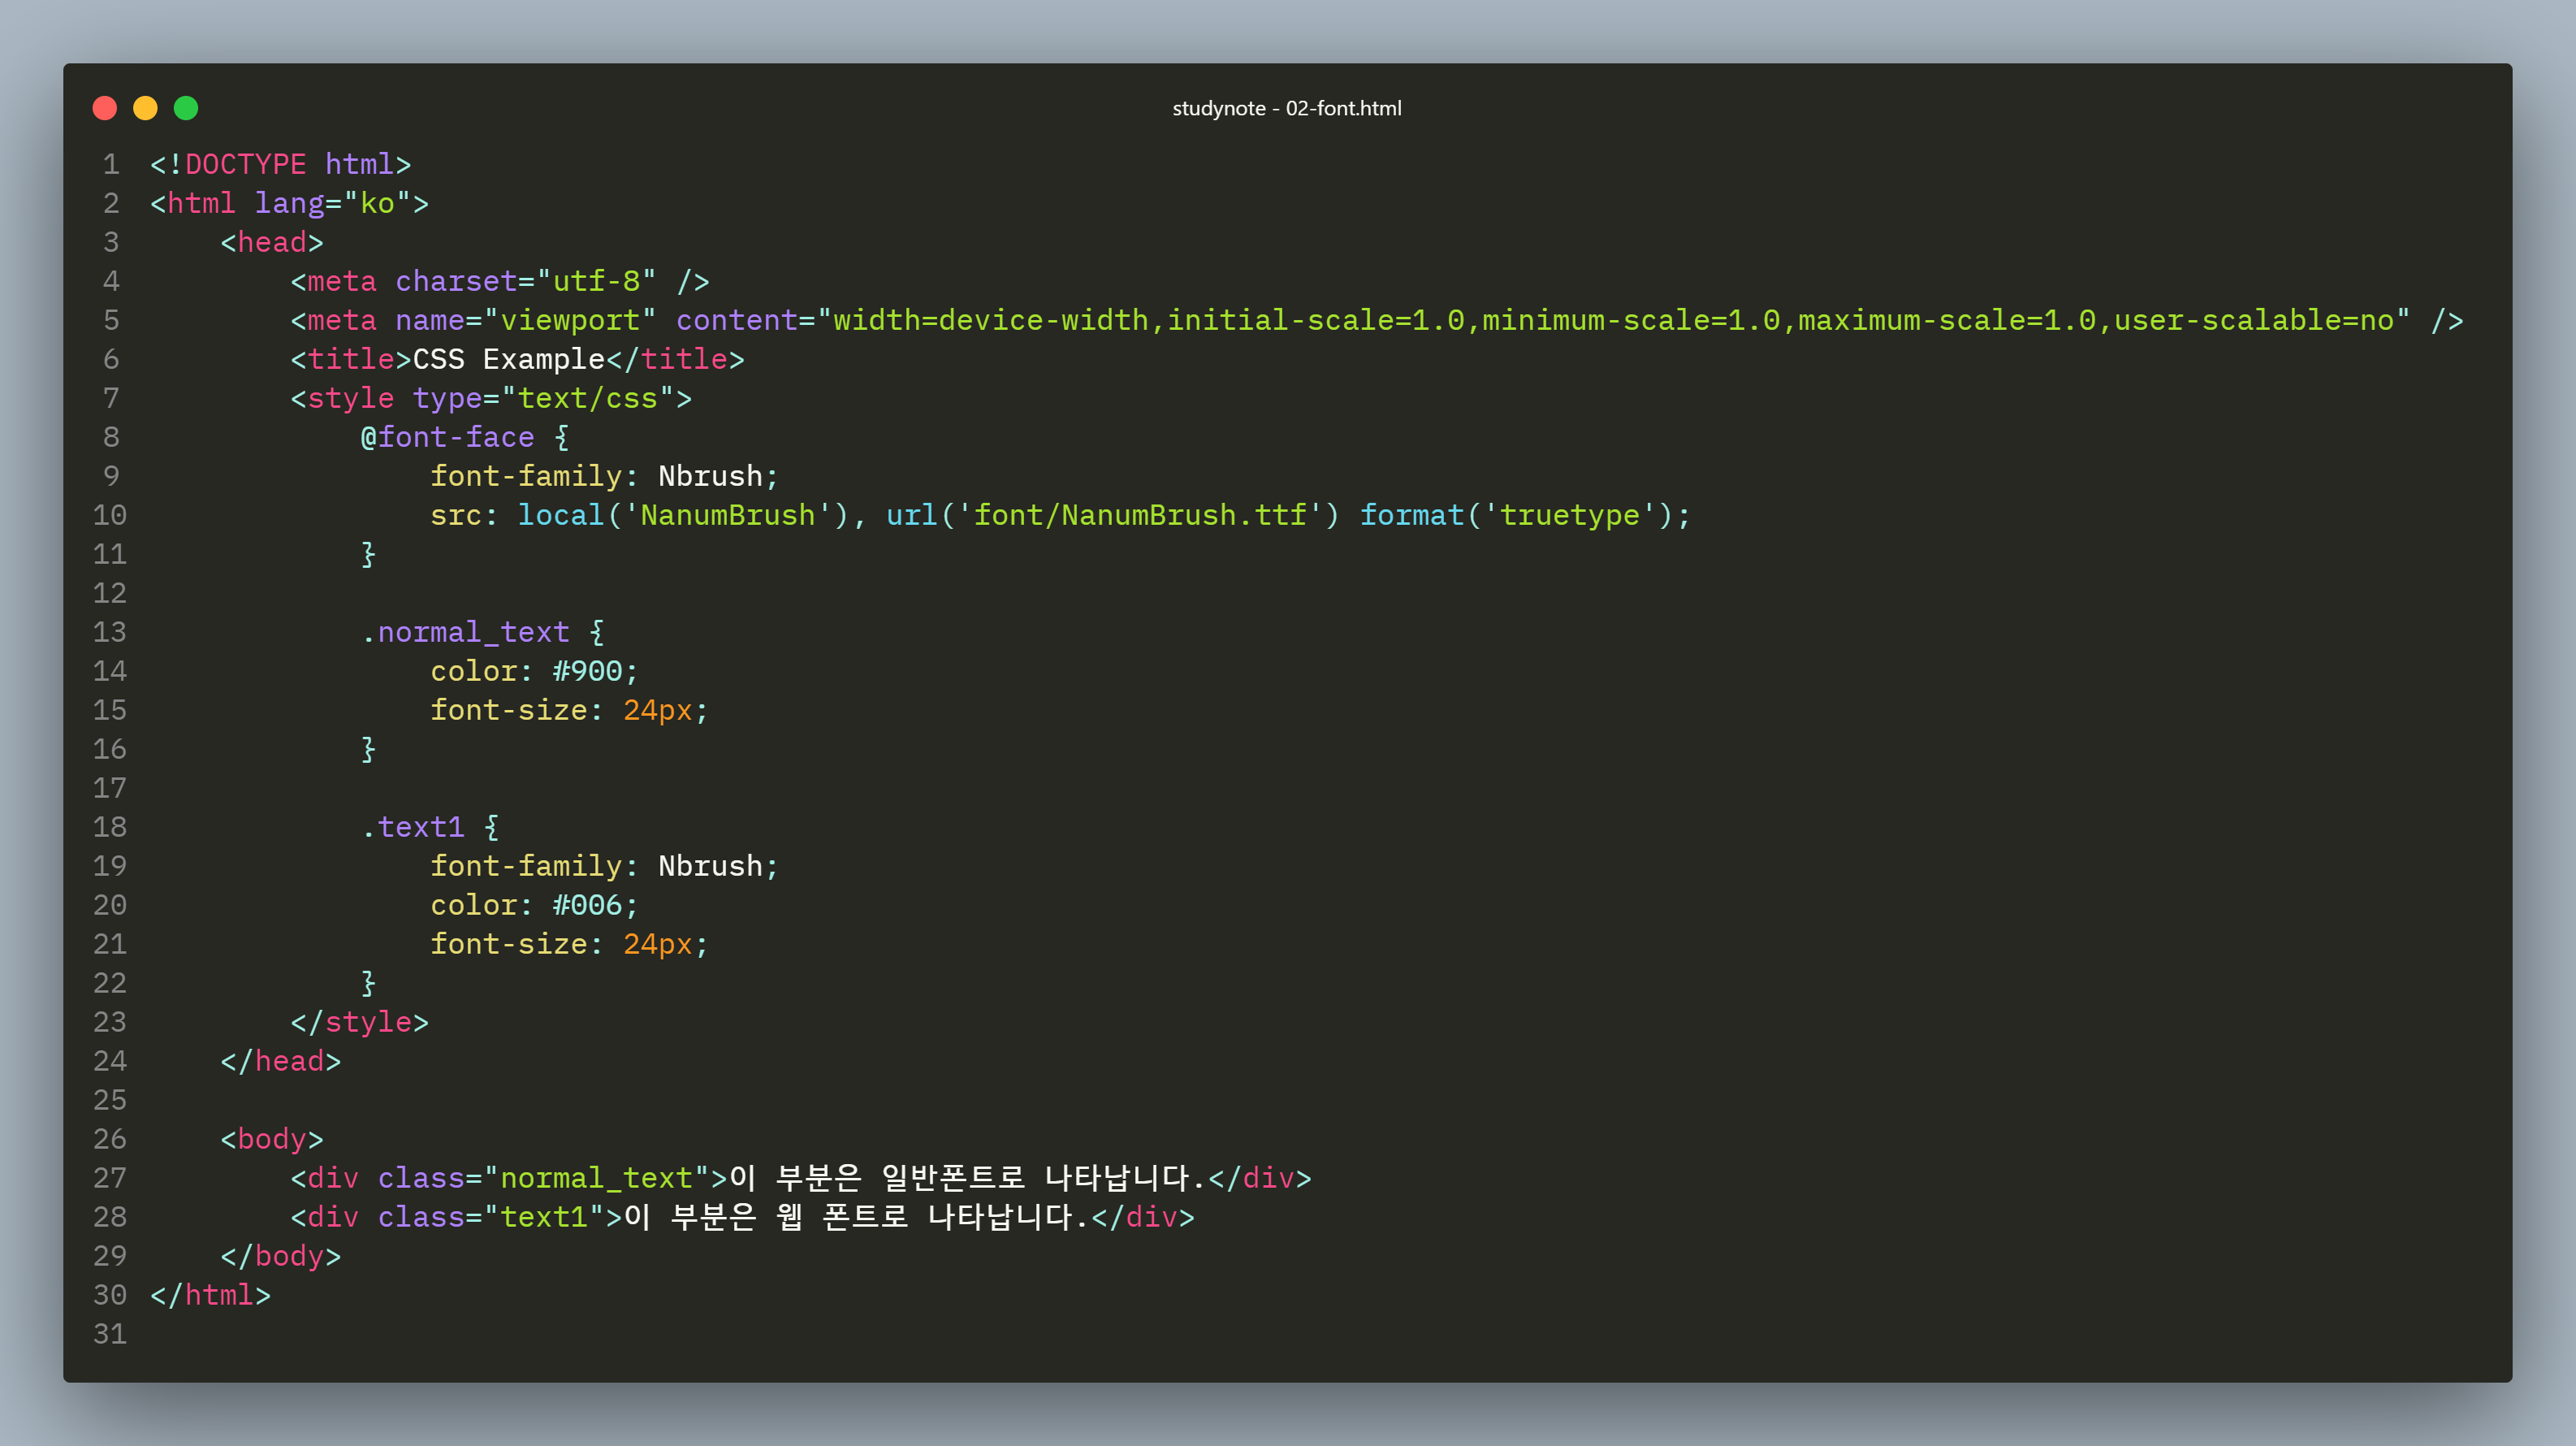 studynote - 02-font.html
1 <!DOCTYPE html>
2 <html lang="ko">
3     <head>
4         <meta charset="utf-8" />
5         <meta name="viewport" content="width=device-width,initial-scale=1.0,minimum-scale=1.0,maximum-scale=1.0,user-scalable=no" />
6         <title>CSS Example</title>
7         <style type="text/css">
8             @font-face {
9                 font-family: Nbrush;
10                 src: local('NanumBrush'), url('font/NanumBrush.ttf') format('truetype');
11             }
12
13             .normal_text {
14                 color: #900;
15                 font-size: 24px;
16             }
17
18             .text1 {
19                 font-family: Nbrush;
20                 color: #006;
21                 font-size: 24px;
22             }
23         </style>
24     </head>
25
26     <body>
27         <div class="normal_text">이 부분은 일반폰트로 나타납니다.</div>
28         <div class="text1">이 부분은 웹 폰트로 나타납니다.</div>
29     </body>
30 </html>
31